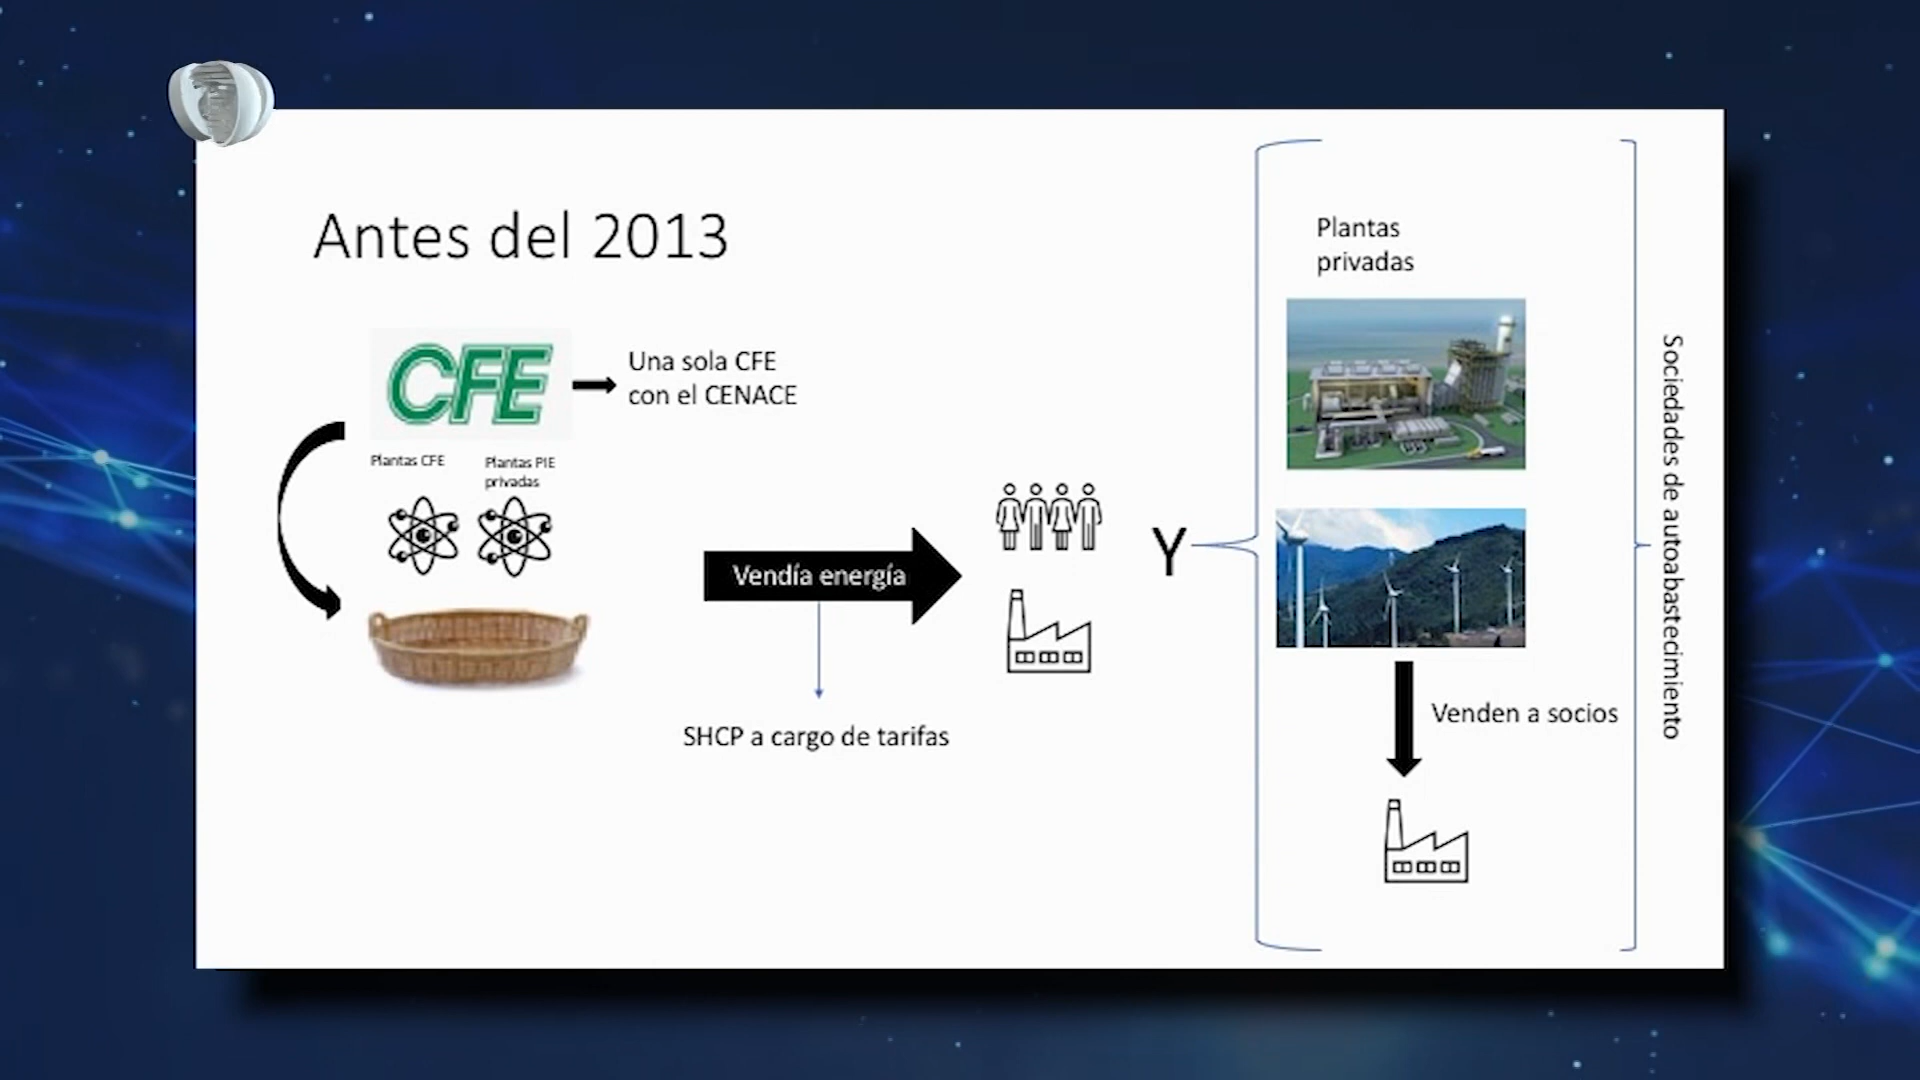 Antes del 2013
CFE
Una sola CFE
con el CENACE
Plantas CFE
Plantas PIE
privadas
Vendía energía
SHCP a cargo de tarifas
Y
Plantas
privadas
Venden a socios
Sociedades de autoabastecimiento